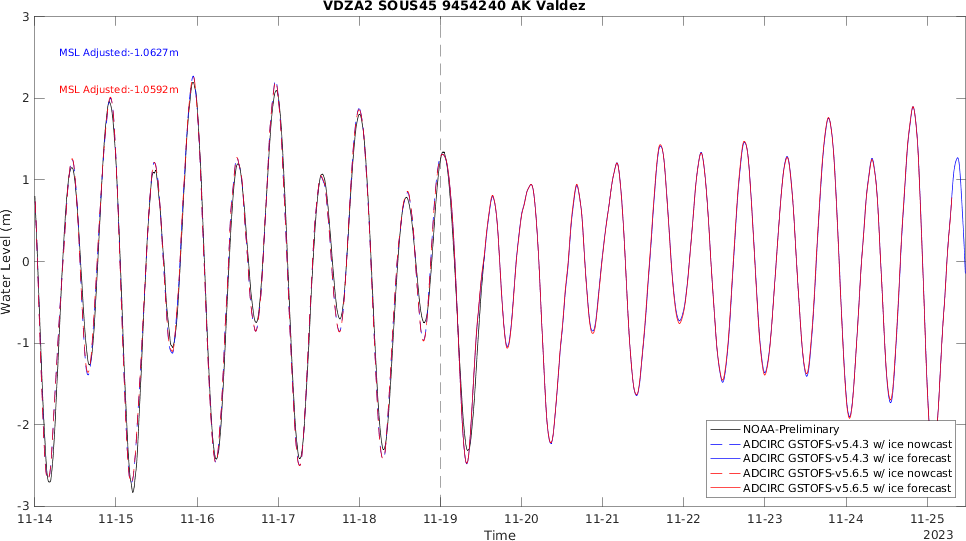 VDZA2 SOUS45 9454240 AK Valdez
MSL Adjusted:-1.0627m
MSL Adjusted:-1.0592m
3
2
1
0
-1
-2
-3
Water Level (m)
NOAA-Preliminary
ADCIRC GSTOFS-v5.4.3 w/ ice nowcast
ADCIRC GSTOFS-v5.4.3 w/ ice forecast
ADCIRC GSTOFS-v5.6.5 w/ ice nowcast
ADCIRC GSTOFS-v5.6.5 w/ ice forecast
11-14 11-15 11-16 11-17 11-18 11-19 11-20 11-21 11-22 11-23 11-24 11-25
Time
2023